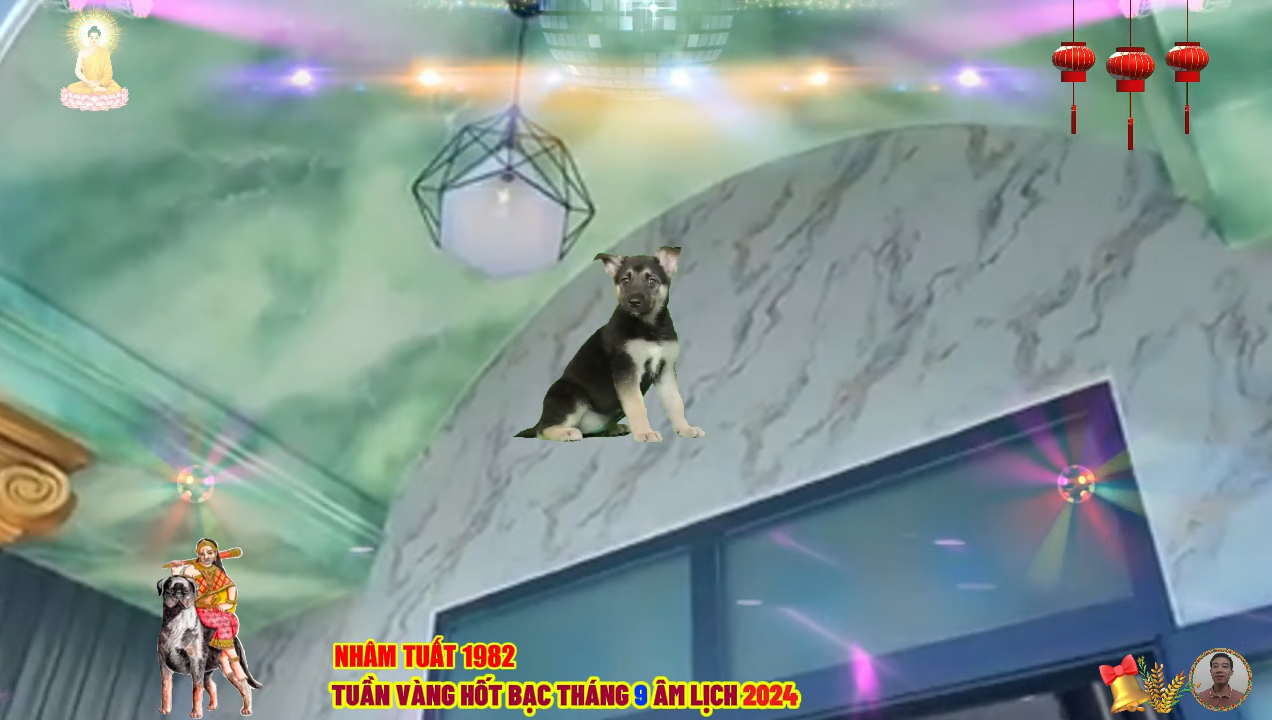 NHÂM TUẤT 1982
TUẦN VÀNG HỐT BẠC THÁNG 9 ÂM LỊCH 2024